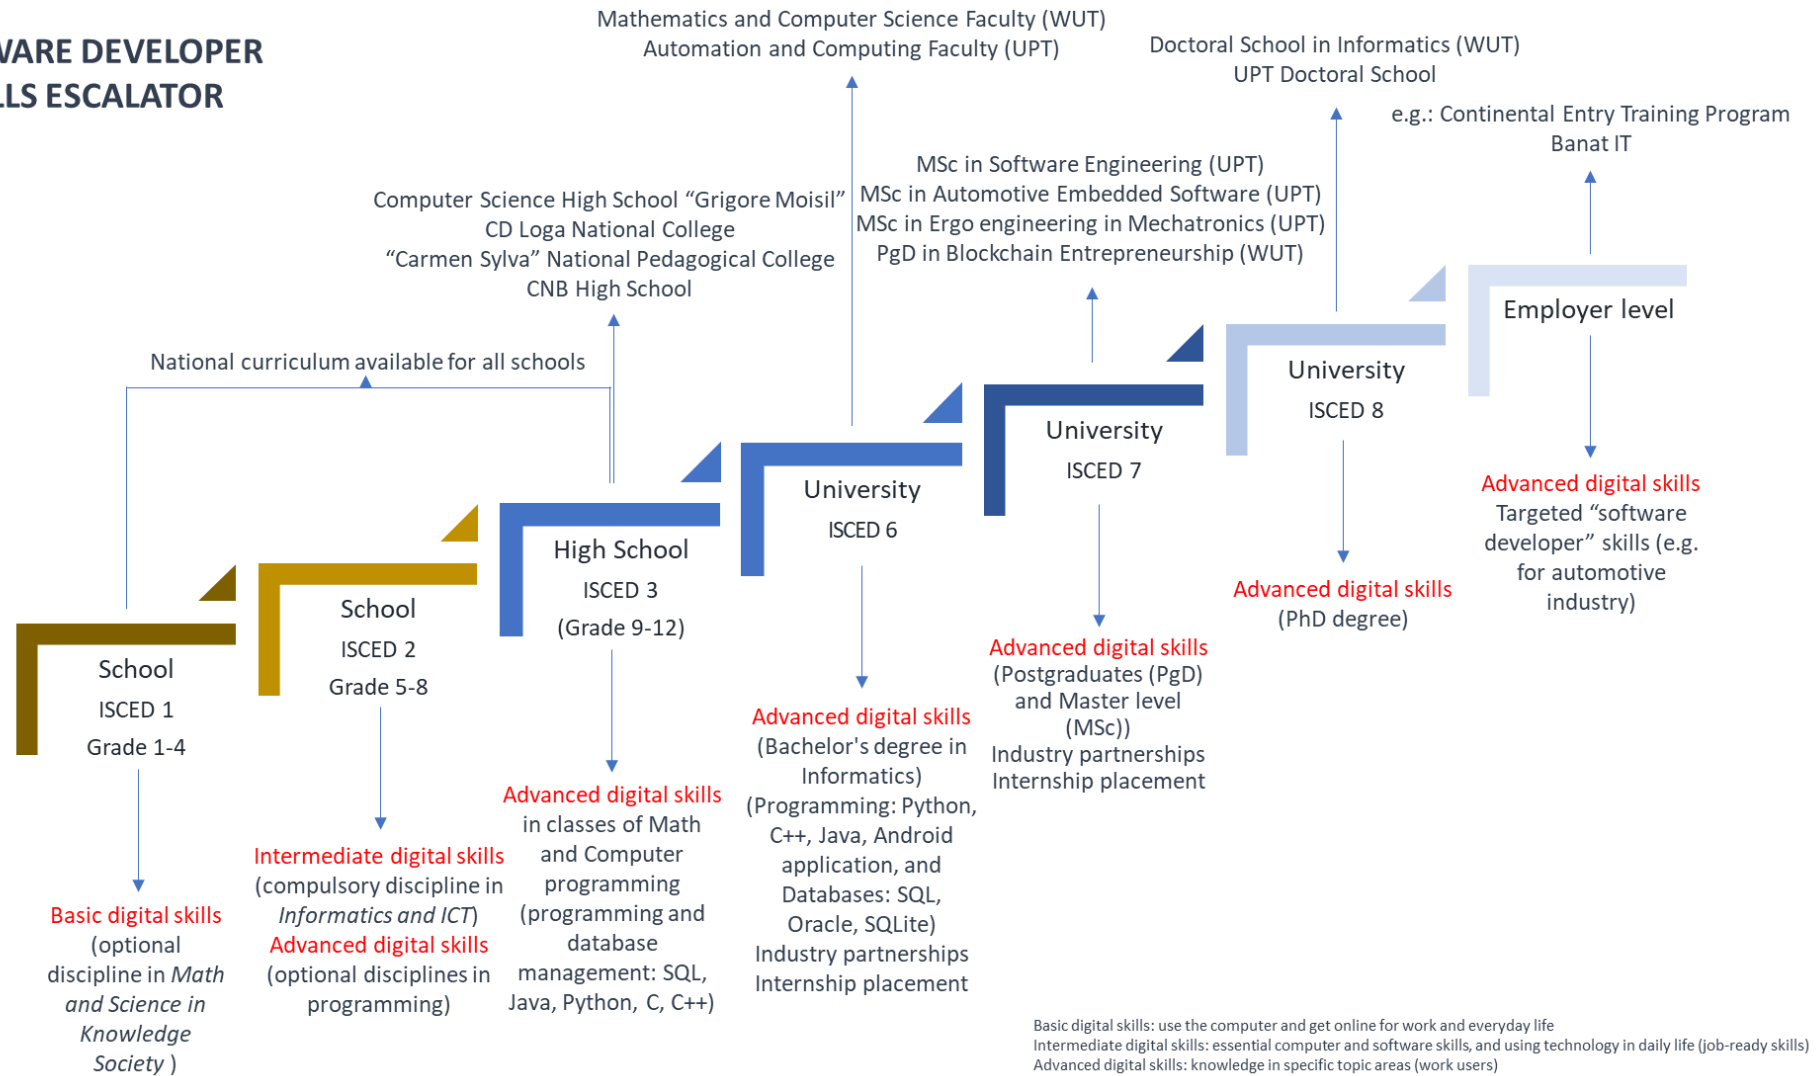 WARE DEVELOPER
LLS ESCALATOR
Mathematics and Computer Science Faculty (WUT)
Automation and Computing Faculty (UPT)
Doctoral School in Informatics (WUT)
UPT Doctoral School
e.g.: Continental Entry Training Program
Banat IT
MSc in Software Engineering (UPT)
MSc in Automotive Embedded Software (UPT)
MSc in Ergo engineering in Mechatronics (UPT)
PgD in Blockchain Entrepreneurship (WUT)
Computer Science High School “Grigore Moisil”
CD Loga National College
“Carmen Sylva” National Pedagogical College
CNB High School
National curriculum available for all schools
School
ISCED 1
Grade 1-4
Basic digital skills
(optional
discipline in Math
and Science in
Knowledge
Society )
School
ISCED 2
Grade 5-8
Intermediate digital skills
(compulsory discipline in
Informatics and ICT)
Advanced digital skills
(optional disciplines in
programming)
High School
ISCED 3
(Grade 9-12)
Advanced digital skills
in classes of Math
and Computer
programming
(programming and
database
management: SQL,
Java, Python, C, C++)
University
ISCED 6
Advanced digital skills
(Bachelor's degree in
Informatics)
(Programming: Python,
C++, Java, Android
application, and
Databases: SQL,
Oracle, SQLite)
Industry partnerships
Internship placement
University
ISCED 7
Advanced digital skills
(Postgraduates (PgD)
and Master level
(MSc))
Industry partnerships
Internship placement
University
ISCED 8
Advanced digital skills
(PhD degree)
Employer level
Advanced digital skills
Targeted “software
developer” skills (e.g.
for automotive
industry)
Basic digital skills: use the computer and get online for work and everyday life
Intermediate digital skills: essential computer and software skills, and using technology in daily life (job-ready skills)
Advanced digital skills: knowledge in specific topic areas (work users)